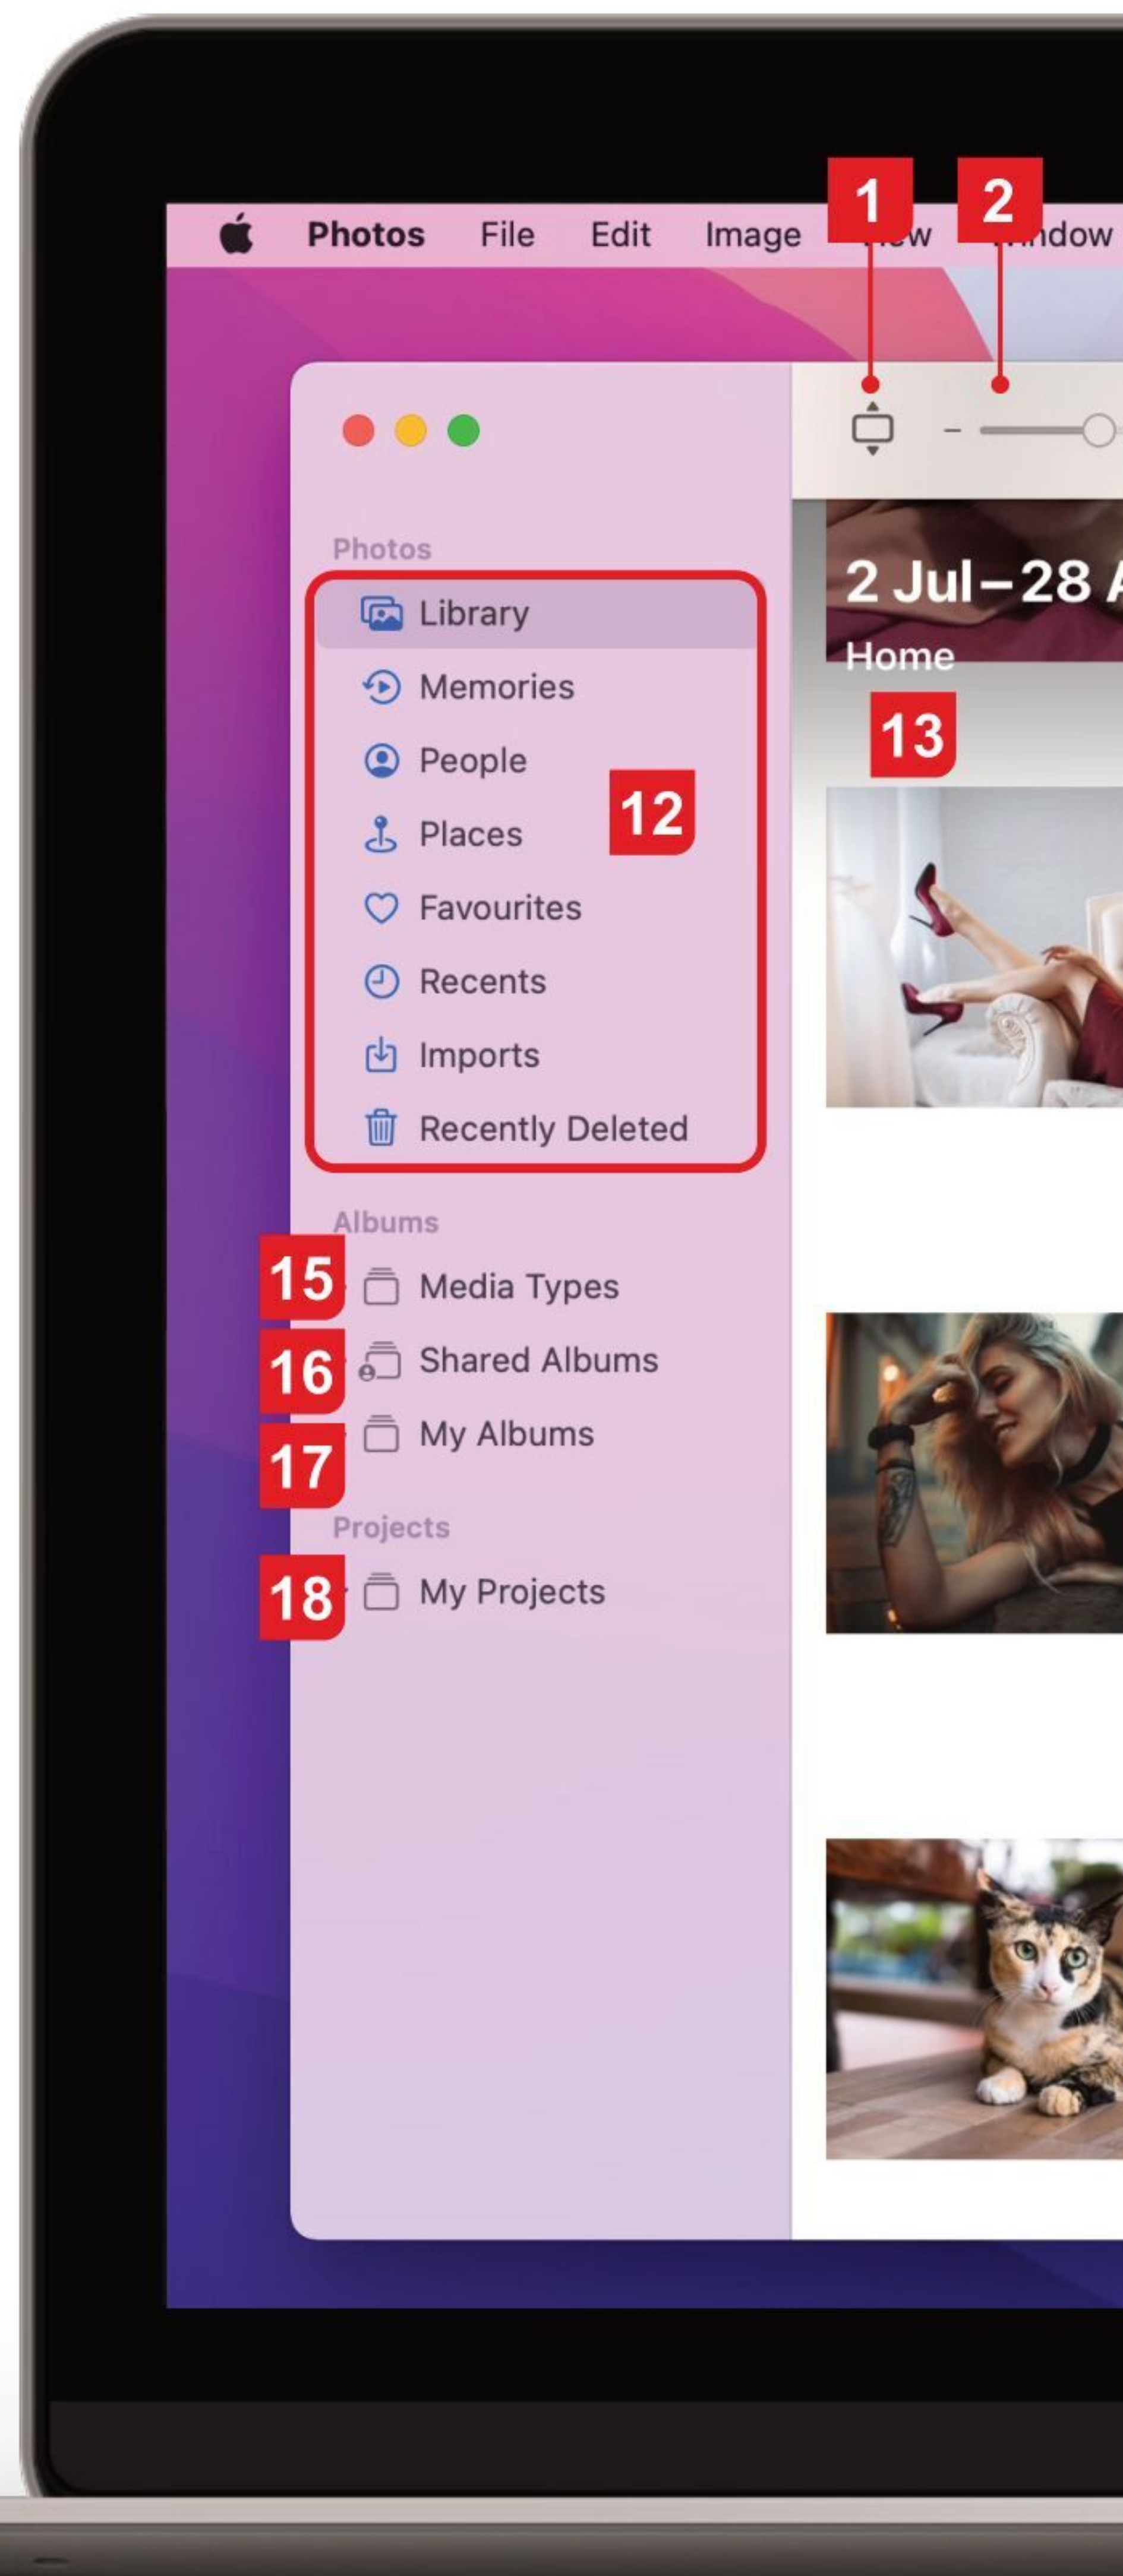 1 2
Photos File Edit Image Window
Photos
2 Jul – 28
Library
Home
Memories
13
People
12
Places
Favourites
Recents
Imports
Recently Deleted
Albums
15 Media Types
16 Shared Albums
17 My Albums
Projects
18 My Projects